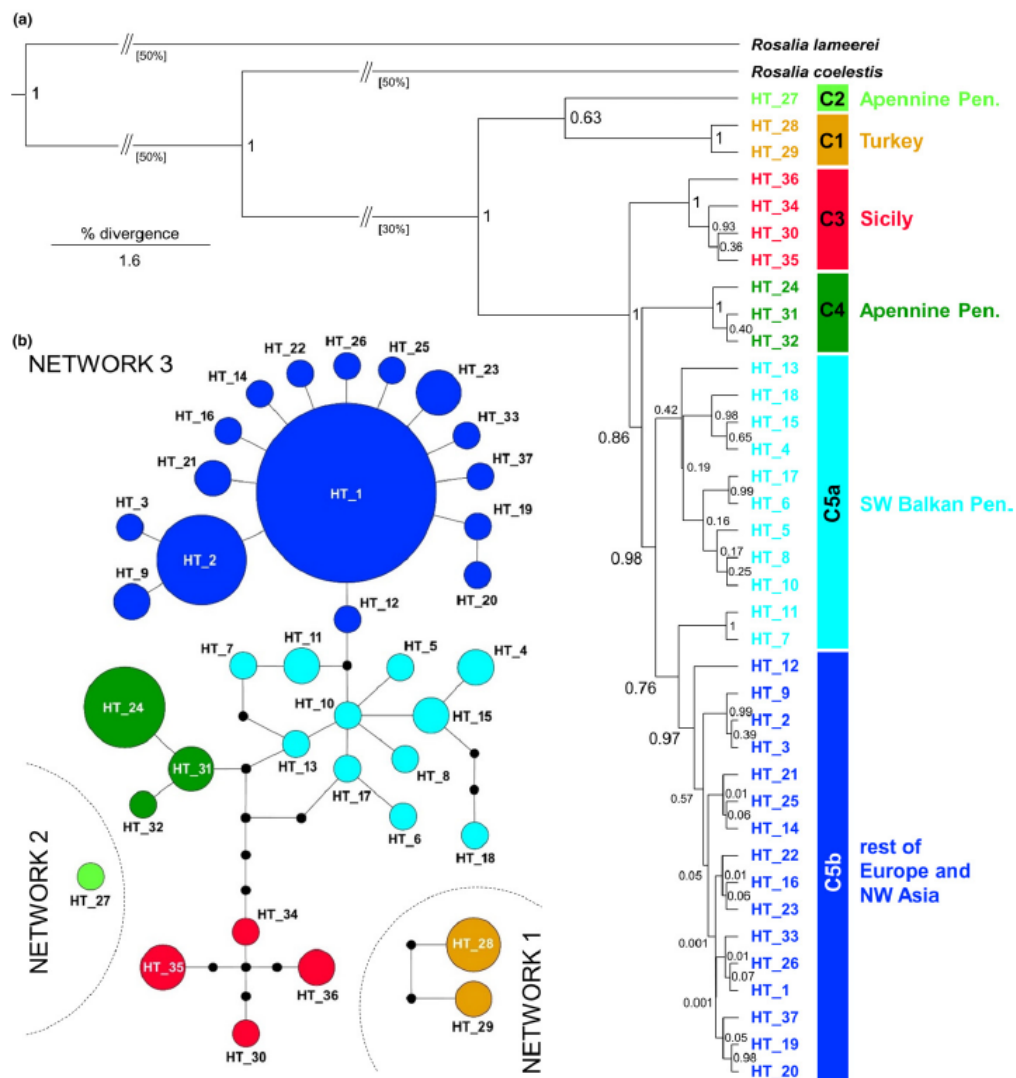 (a)
[50%]
Rosalia lameerei
[50%]
Rosalia coelestis
1
[50%]
1
HT_27
C2
Apennine Pen.
0.63
HT_28
1
HT_29
C1
Turkey
[30%]
1
% divergence
1.6
HT_36
1
HT_34
0.93
HT_30
0.36
HT_35
C3
Sicily
HT_24
1
HT_31
0.40
HT_32
C4
Apennine Pen.
1
0.86
HT_13
0.42
HT_18
0.98
HT_15
0.65
HT_4
0.19
HT_17
0.99
HT_6
0.16
HT_5
0.17
HT_8
0.25
HT_10
0.98
HT_11
1
HT_7
C5a
SW Balkan Pen.
0.76
HT_12
0.97
HT_9
0.99
HT_2
0.39
HT_3
0.57
HT_21
0.01
HT_25
0.06
HT_14
0.05
HT_22
0.01
HT_16
0.06
HT_23
0.001
HT_33
0.01
HT_26
0.07
HT_1
0.001
HT_37
0.05
HT_19
0.98
HT_20
C5b
rest of
Europe and
NW Asia
(b)
NETWORK 3
HT_26
HT_22
HT_25
HT_14
HT_23
HT_16
HT_33
HT_21
HT_37
HT_1
HT_3
HT_19
HT_2
HT_9
HT_20
HT_12
HT_7
HT_11
HT_5
HT_4
HT_24
HT_10
HT_15
HT_31
HT_13
HT_8
HT_17
HT_32
HT_6
HT_18
NETWORK 2
HT_27
HT_34
HT_35
HT_36
HT_30
HT_28
HT_29
NETWORK 1